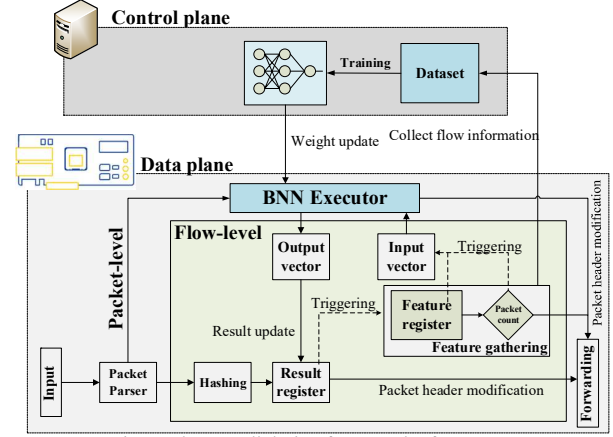 Control plane
Training
Dataset
Weight update
Collect flow information
Data plane
BNN Executor
Packet-level
Flow-level
Output
vector
Input
vector
Triggering
Packet header modification
Triggering
Feature
register
Packet
count
Feature gathering
Result update
Input
Packet
Parser
Hashing
Result
register
Packet header modification
Forwarding